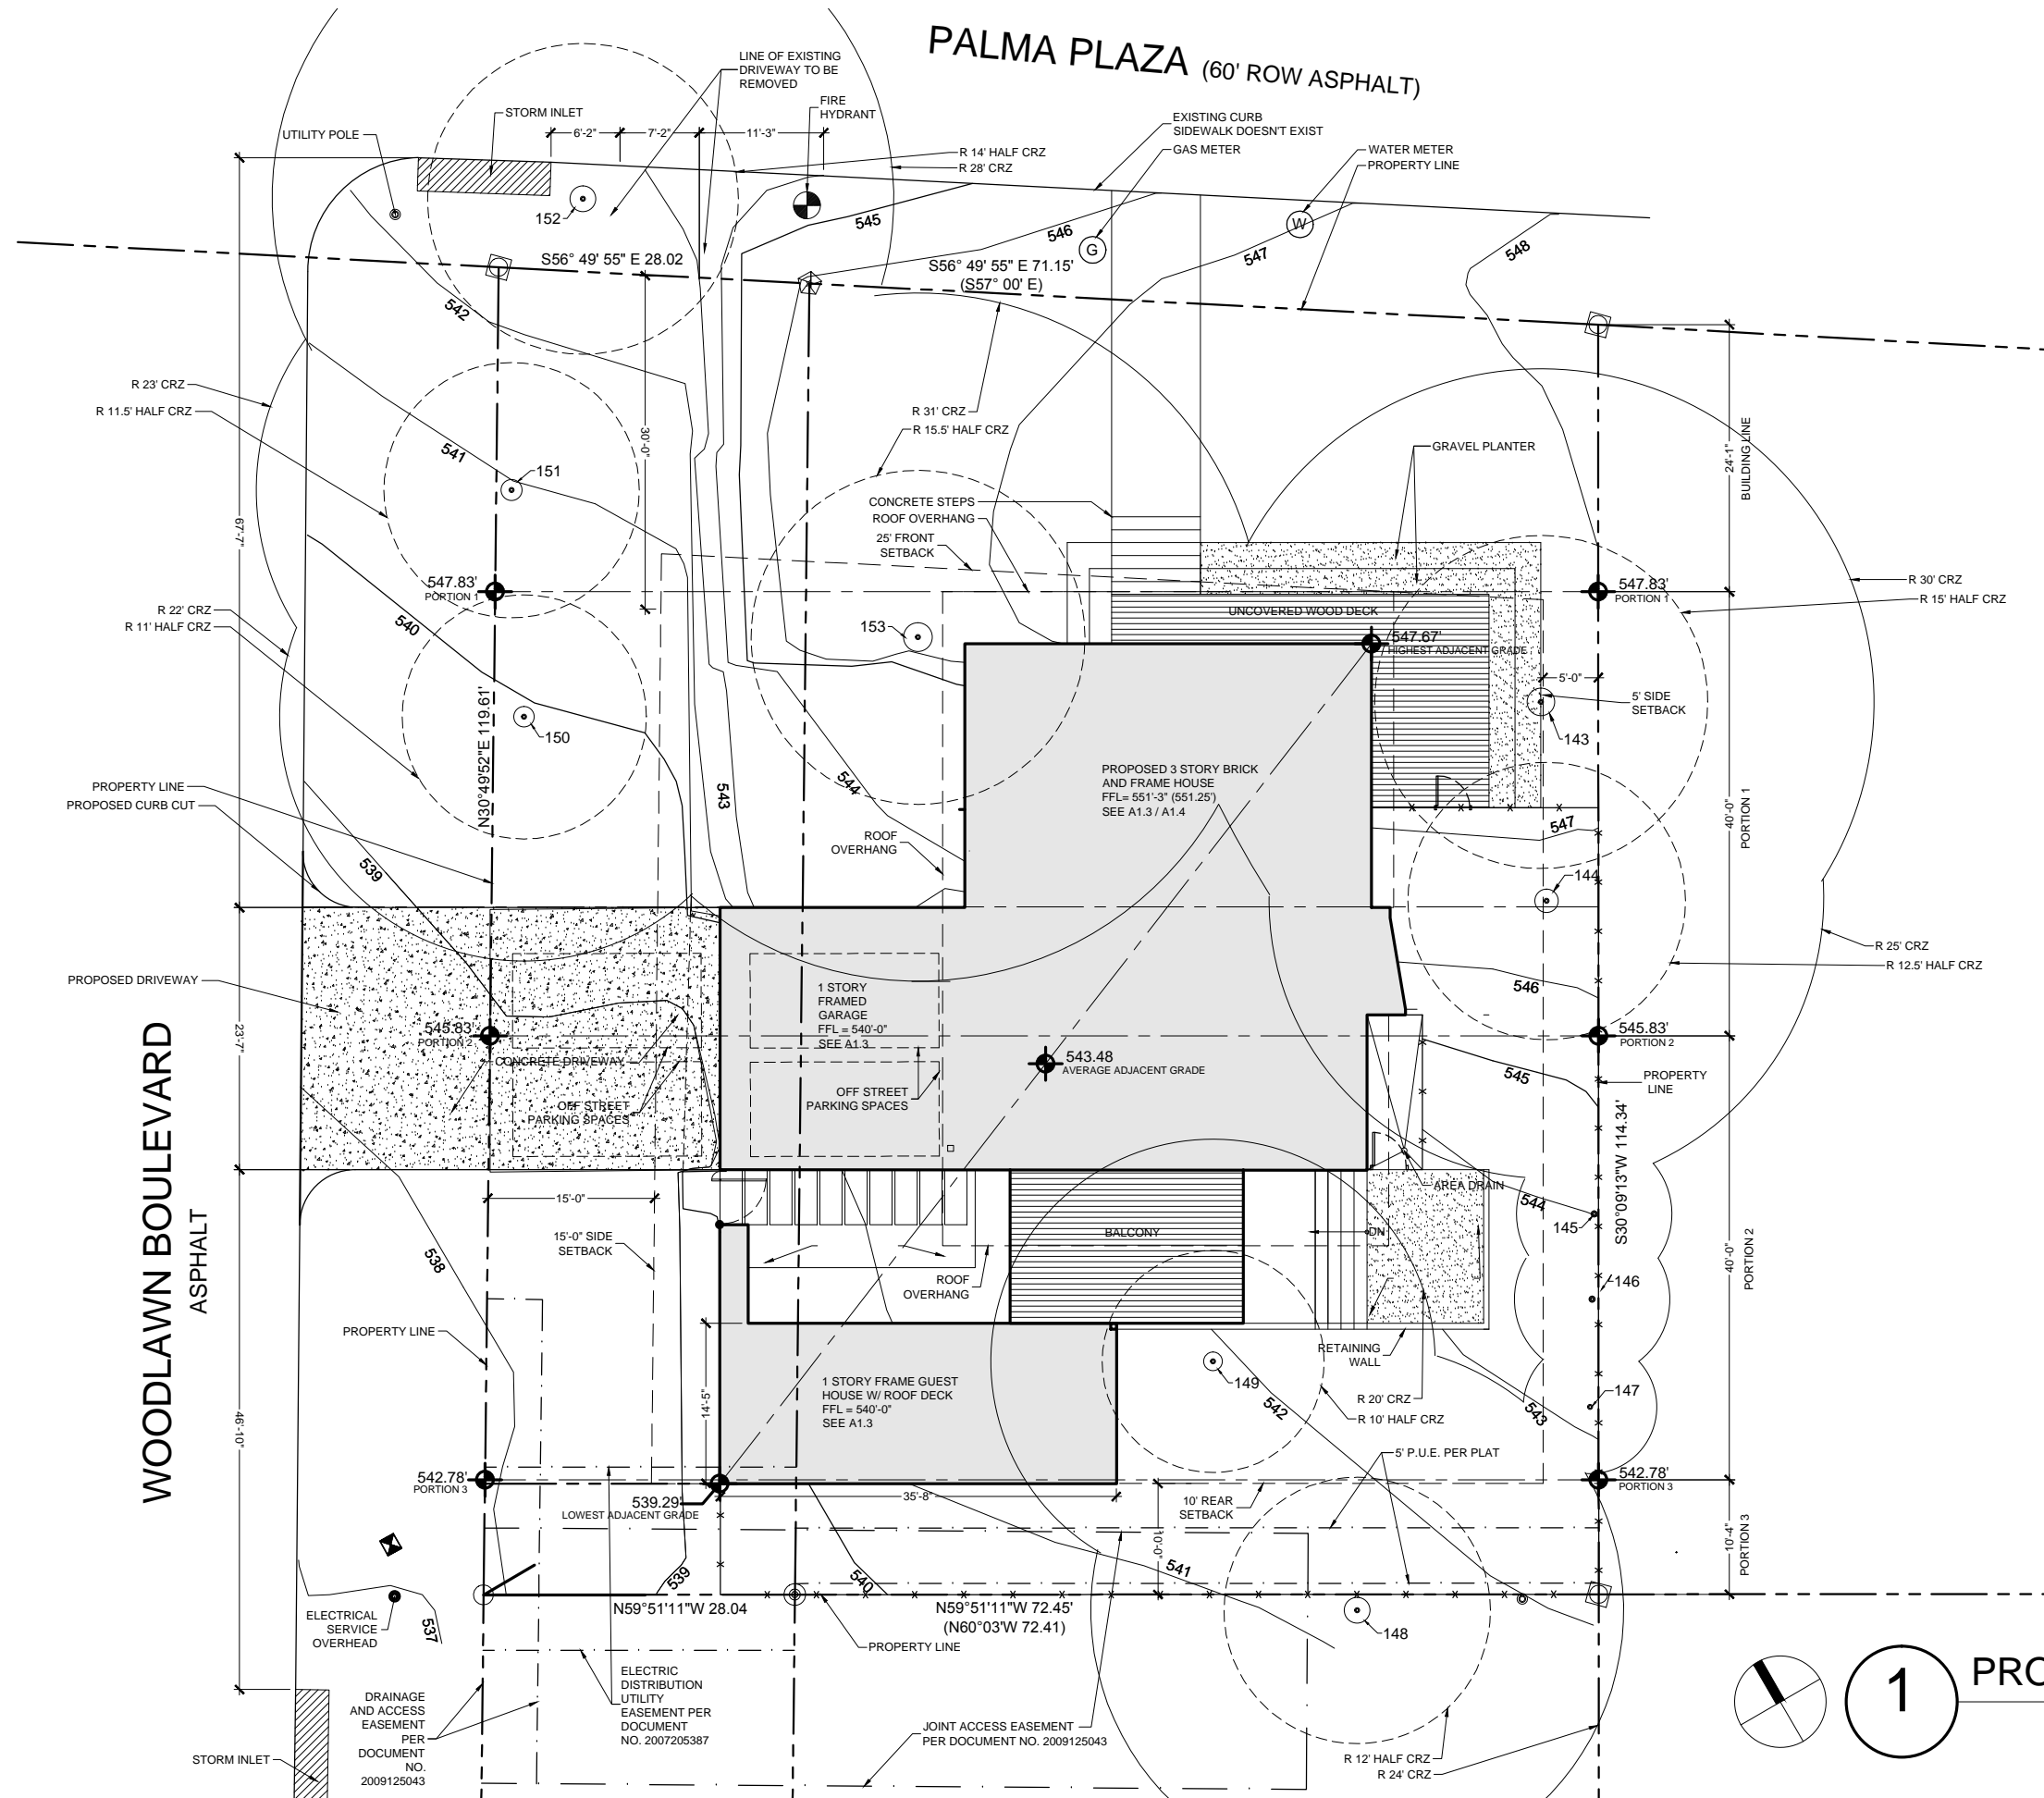 PALMA PLAZA (60' ROW ASPHALT)
LINE OF EXISTING
DRIVEWAY TO BE
REMOVED
STORM INLET
FIRE
HYDRANT
UTILITY POLE
6'-2"
7'-2"
11'-3"
R 14' HALF CRZ
R 28' CRZ
EXISTING CURB
SIDEWALK DOESN'T EXIST
GAS METER
WATER METER
PROPERTY LINE
152
545
546
547
548
G
W
S56° 49' 55" E 28.02
S56° 49' 55" E 71.15'
(S57° 00' E)
542
R 23' CRZ
R 11.5' HALF CRZ
541
151
30'-0"
67'-7"
R 31' CRZ
R 15.5' HALF CRZ
GRAVEL PLANTER
24'-1"
BUILDING LINE
CONCRETE STEPS
ROOF OVERHANG
25' FRONT
SETBACK
547.83'
PORTION 1
547.83'
PORTION 1
R 30' CRZ
R 15' HALF CRZ
R 22' CRZ
R 11' HALF CRZ
540
153
UNCOVERED WOOD DECK
547.67'
HIGHEST ADJACENT GRADE
5'-0"
5' SIDE
SETBACK
143
150
N30°49'52"E 119.61'
PROPERTY LINE
PROPOSED CURB CUT
543
544
PROPOSED 3 STORY BRICK
AND FRAME HOUSE
FFL= 551'-3" (551.25')
SEE A1.3 / A1.4
547
40'-0"
PORTION 1
ROOF
OVERHANG
539
144
R 25' CRZ
R 12.5' HALF CRZ
PROPOSED DRIVEWAY
1 STORY
FRAMED
GARAGE
FFL = 540'-0"
SEE A1.3
546
23'-7"
545.83'
PORTION 2
545.83'
PORTION 2
CONCRETE DRIVEWAY
543.48
AVERAGE ADJACENT GRADE
545
PROPERTY
LINE
OFF STREET
PARKING SPACES
OFF STREET
PARKING SPACES
S30°09'13"W 114.34'
WOODLAWN BOULEVARD
ASPHALT
15'-0"
15'-0" SIDE
SETBACK
538
AREA DRAIN
544
145
BALCONY
DN
40'-0"
PORTION 2
ROOF
OVERHANG
146
PROPERTY LINE
RETAINING
WALL
14'-5"
1 STORY FRAME GUEST
HOUSE W/ ROOF DECK
FFL = 540'-0"
SEE A1.3
149
R 20' CRZ
R 10' HALF CRZ
542
543
147
46'-10"
5' P.U.E. PER PLAT
542.78'
PORTION 3
542.78'
PORTION 3
539.29'
LOWEST ADJACENT GRADE
35'-8"
10' REAR
SETBACK
10'-0"
10'-4"
PORTION 3
539
540
541
ELECTRICAL
SERVICE
OVERHEAD
537
N59°51'11"W 28.04
N59°51'11"W 72.45'
(N60°03'W 72.41)
PROPERTY LINE
148
DRAINAGE
AND ACCESS
EASEMENT
PER
DOCUMENT
NO.
2009125043
ELECTRIC
DISTRIBUTION
UTILITY
EASEMENT PER
DOCUMENT
NO. 2007205387
JOINT ACCESS EASEMENT
PER DOCUMENT NO. 2009125043
STORM INLET
R 12' HALF CRZ
R 24' CRZ
1